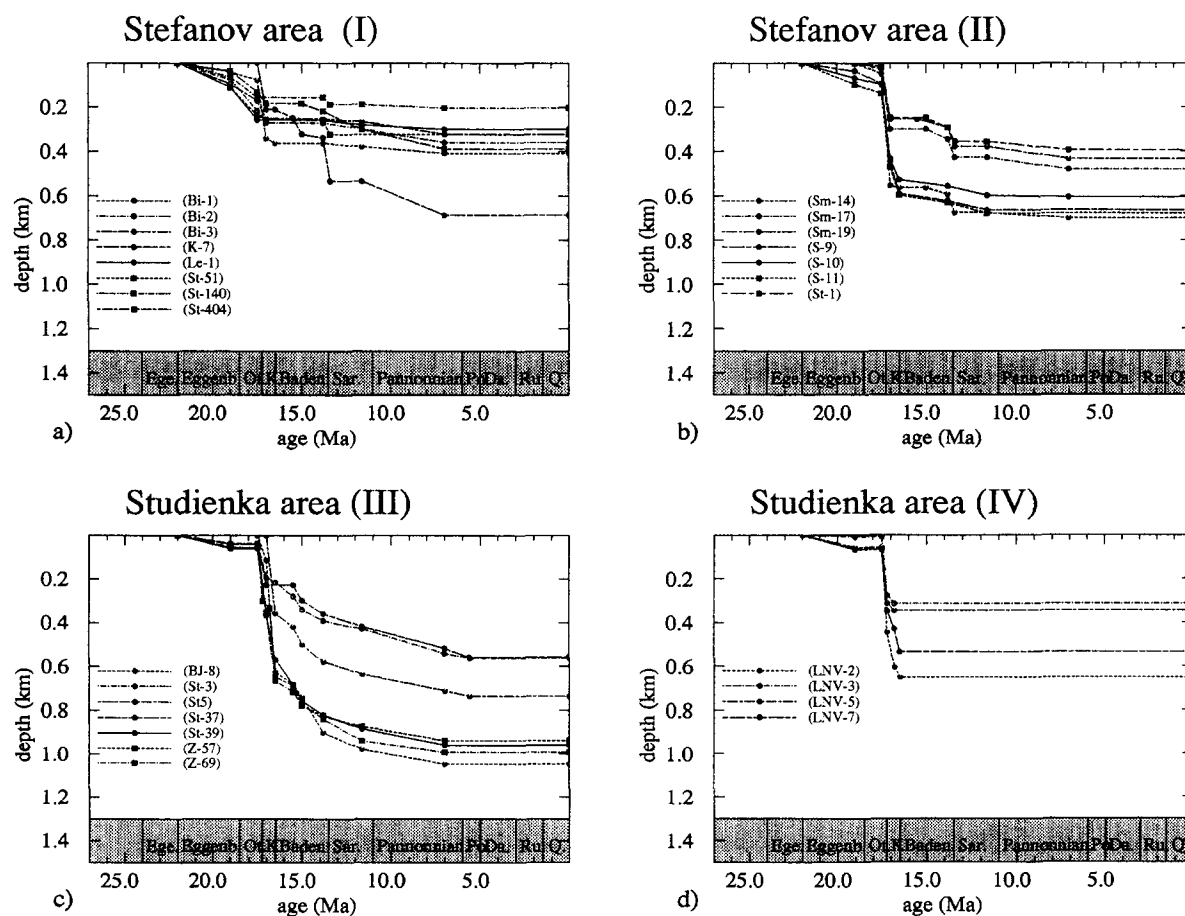 Stefanov area (I)
depth (km)
0.2
0.4
0.6
0.8
1.0
1.2
1.4
(Bi-1)
(Bi-2)
(Bi-3)
(K-7)
(Le-1)
(St-51)
(St-140)
(St-404)
Ege. Eggenb. Ot. K Baden. Sar. Pannonnian Po Da. Ru. Q
25.0 20.0 15.0 10.0 5.0
a)
age (Ma)
Stefanov area (II)
depth (km)
0.2
0.4
0.6
0.8
1.0
1.2
1.4
(Sm-14)
(Sm-17)
(Sm-19)
(S-9)
(S-10)
(S-11)
(St-1)
Ege. Eggenb. Ot. K Baden. Sar. Pannonnian Po Da. Ru. Q
25.0 20.0 15.0 10.0 5.0
b)
age (Ma)
Studienka area (III)
depth (km)
0.2
0.4
0.6
0.8
1.0
1.2
1.4
(BJ-8)
(St-3)
(St5)
(St-37)
(St-39)
(Z-57)
(Z-69)
Ege. Eggenb. Ot. K Baden. Sar. Pannonnian Po Da. Ru. Q
25.0 20.0 15.0 10.0 5.0
c)
age (Ma)
Studienka area (IV)
depth (km)
0.2
0.4
0.6
0.8
1.0
1.2
1.4
(LNV-2)
(LNV-3)
(LNV-5)
(LNV-7)
Ege. Eggenb. Ot. K Baden. Sar. Pannonnian Po Da. Ru. Q
25.0 20.0 15.0 10.0 5.0
d)
age (Ma)